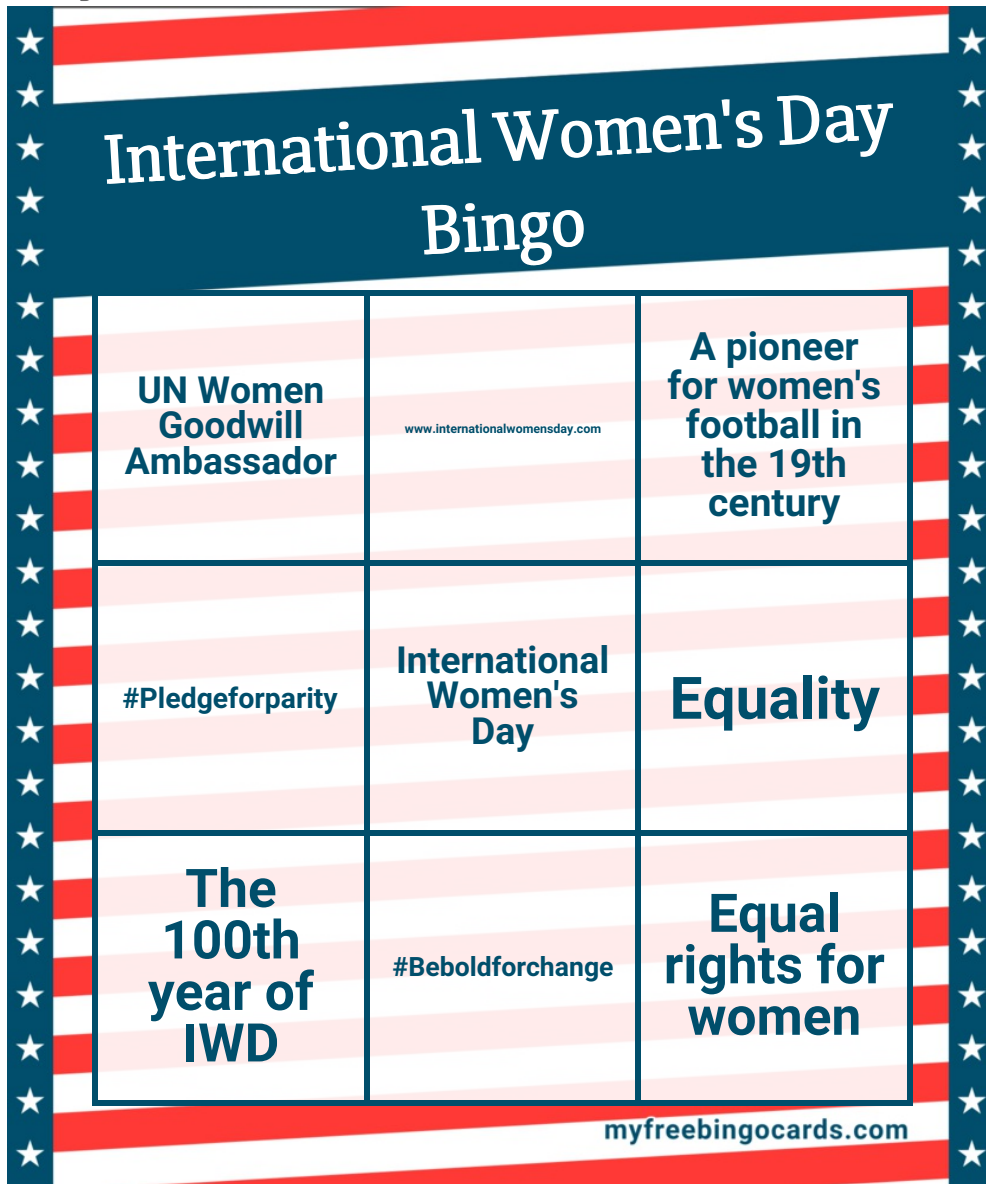 International Women's Day
Bingo
UN Women
Goodwill
Ambassador
www.internationalwomensday.com
A pioneer
for women's
football in
the 19th
century
#Pledgeforparity
International
Women's
Day
Equality
The
100th
year of
IWD
#Beboldforchange
Equal
rights for
women
myfreebingocards.com